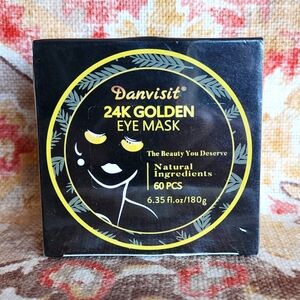 Danvisit®
24K GOLDEN
EYE MASK
The Beauty You Deserve
Natural
Ingredients
60 PCS
6.35 fl.oz/180g